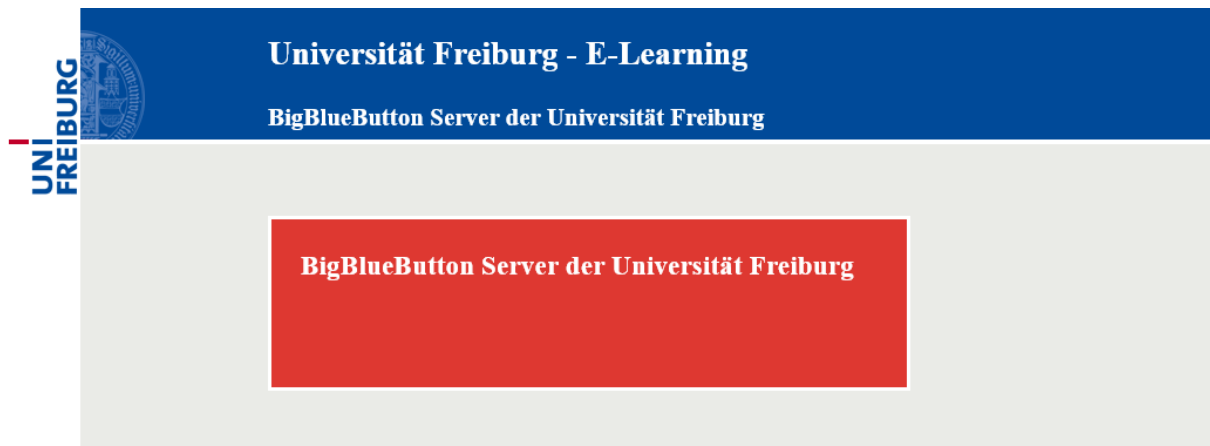 UNI
FREIBURG
Universität Freiburg - E-Learning
BigBlueButton Server der Universität Freiburg
BigBlueButton Server der Universität Freiburg